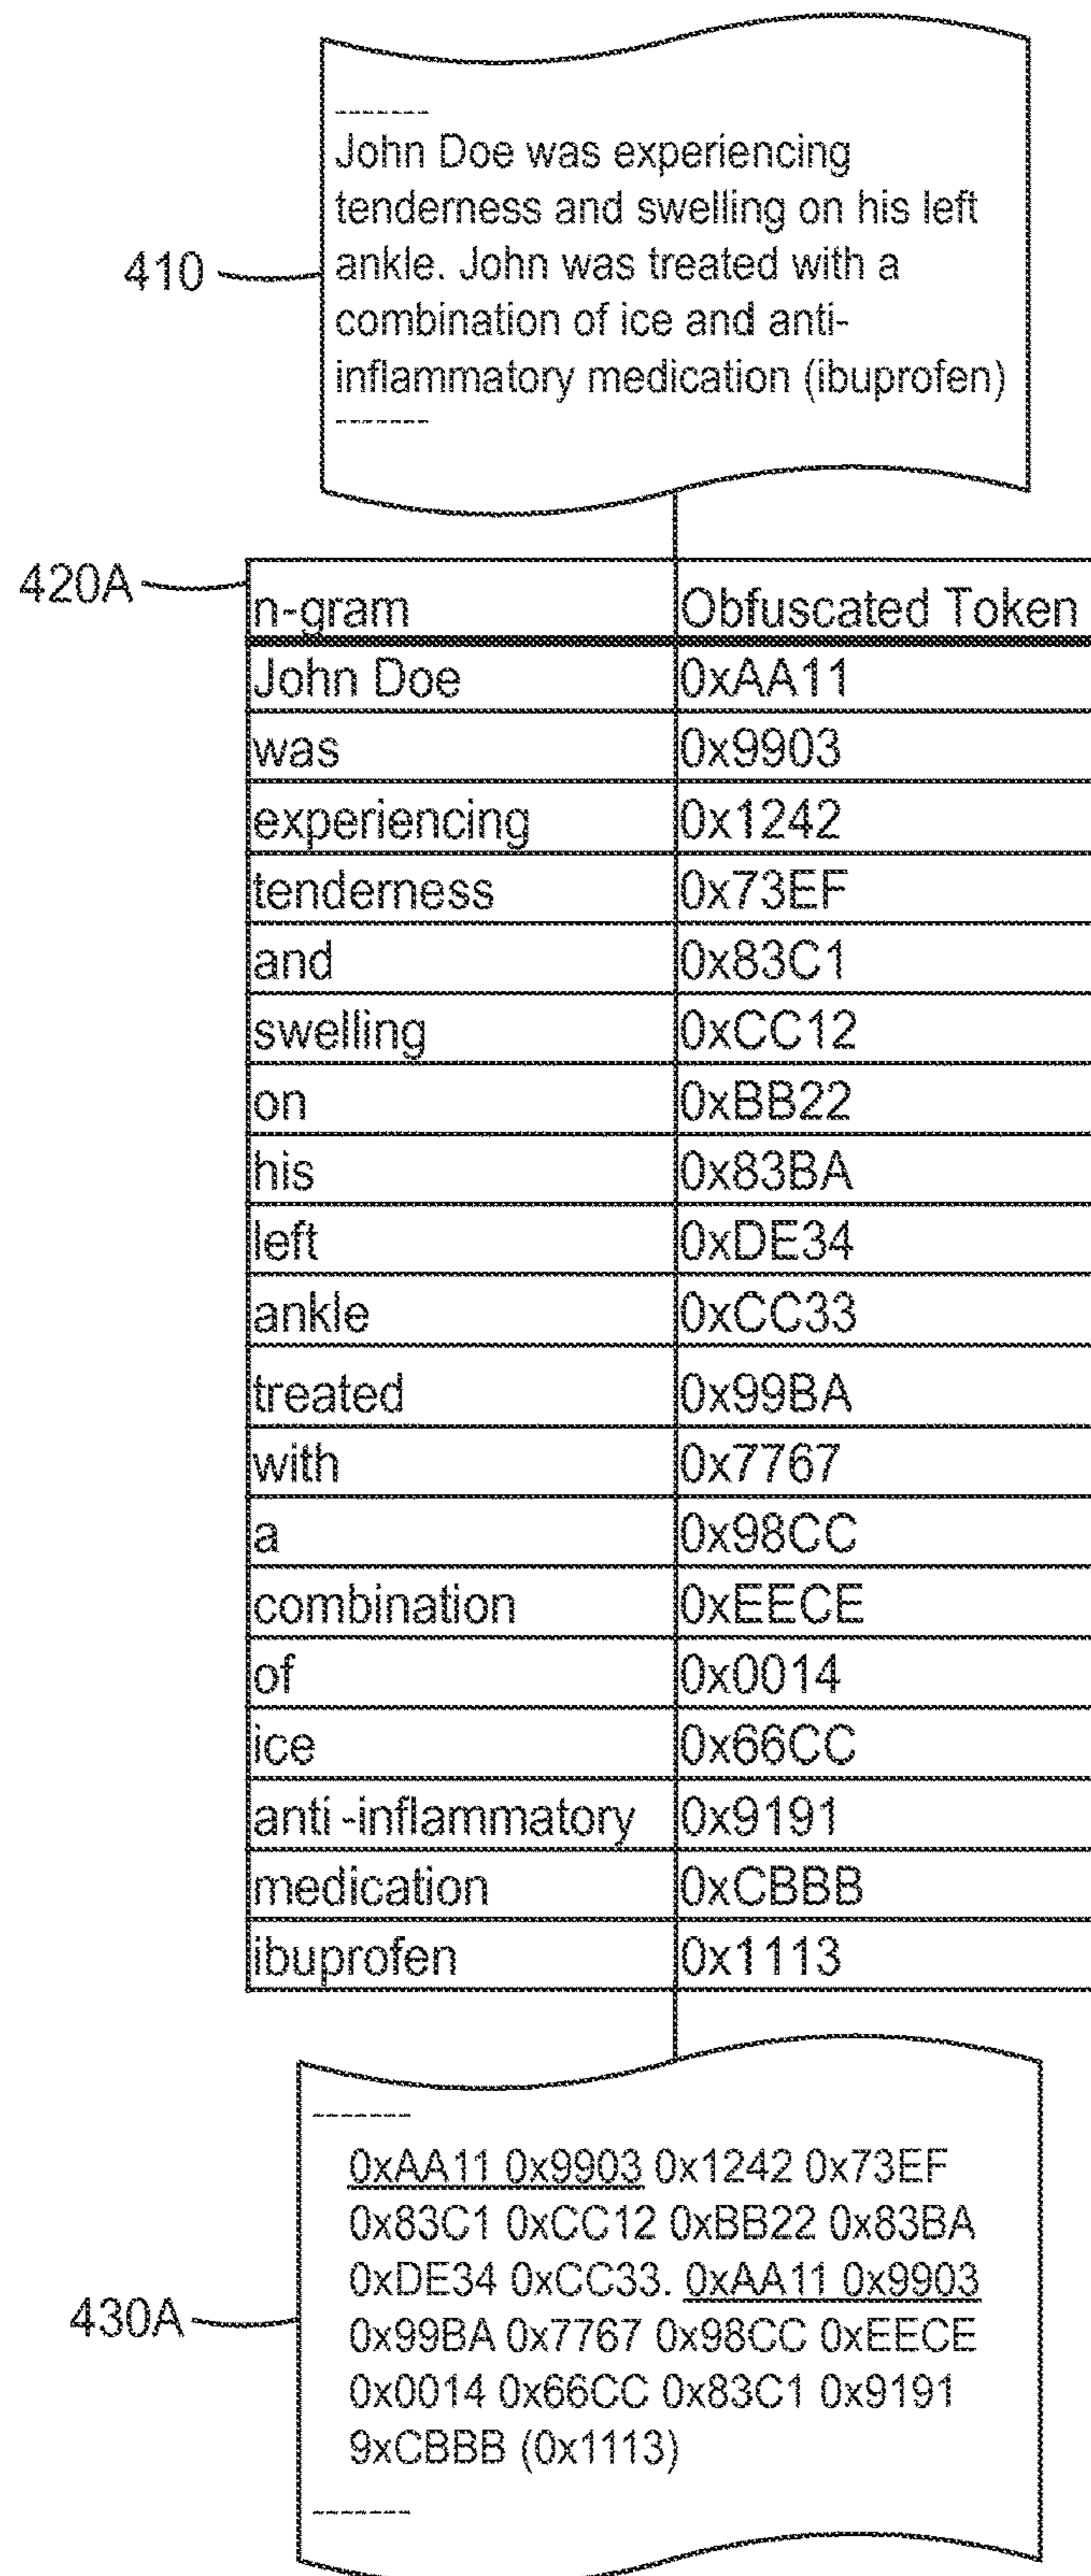 -------
John Doe was experiencing
tenderness and swelling on his left
410
ankle. John was treated with a
combination of ice and anti-
inflammatory medication (ibuprofen)
-------
420A
n-gram Obfuscated Token
John Doe 0xAA11
was 0x9903
experiencing 0x1242
tenderness 0x73EF
and 0x83C1
swelling 0xCC12
on 0xBB22
his 0x83BA
left 0xDE34
ankle 0xCC33
treated 0x99BA
with 0x7767
a 0x98CC
combination 0xEECE
of 0x0014
ice 0x66CC
anti -inflammatory 0x9191
medication 0xCBBB
ibuprofen 0x1113
-------
0xAA11 0x9903 0x1242 0x73EF
0x83C1 0xCC12 0xBB22 0x83BA
0xDE34 0xCC33. 0xAA11 0x9903
430A
0x99BA 0x7767 0x98CC 0xEECE
0x0014 0x66CC 0x83C1 0x9191
9xCBBB (0x1113)
-------